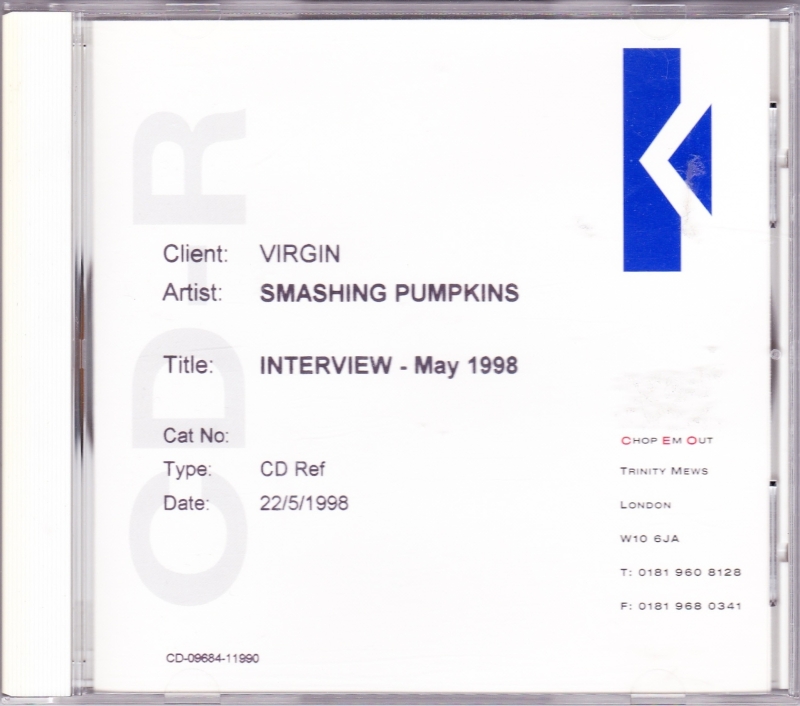 CD-R
Client: VIRGIN
Artist: SMASHING PUMPKINS
Title: INTERVIEW - May 1998
Cat No:
Type: CD Ref
Date: 22/5/1998
CHOP EM OUT
TRINITY MEWS
LONDON
W10 6JA
T: 0181 960 8128
F: 0181 968 0341
CD-09684-11990